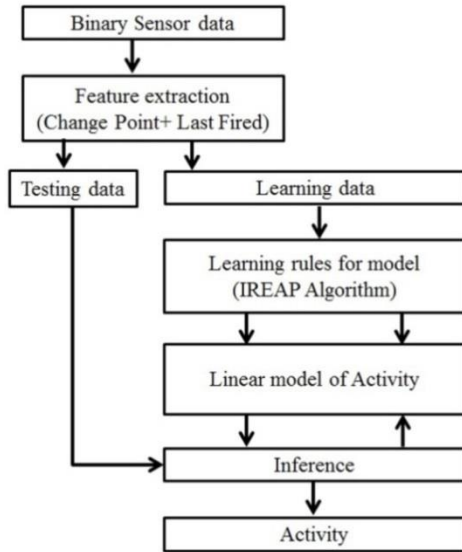 Binary Sensor data
Feature extraction
(Change Point+ Last Fired)
Testing data
Learning data
Learning rules for model
(IREAP Algorithm)
Linear model of Activity
Inference
Activity